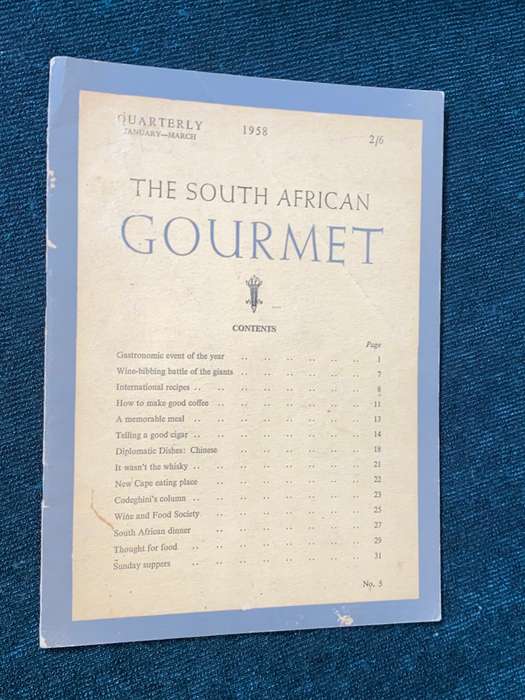 QUARTERLY 1958 2/6
JANUARY—MARCH
THE SOUTH AFRICAN
GOURMET
CONTENTS
Page
Gastronomic event of the year .. .. .. .. .. .. 1
Wine-bibbing battle of the giants .. .. .. .. .. .. 7
International recipes .. .. .. .. .. .. .. 8
How to make good coffee .. .. .. .. .. .. 11
A memorable meal .. .. .. .. .. .. .. 13
Telling a good cigar .. .. .. .. .. .. .. 14
Diplomatic Dishes: Chinese .. .. .. .. .. 18
It wasn't the whisky .. .. .. .. .. .. .. 21
New Cape eating place .. .. .. .. .. .. 22
Codeghini's column .. .. .. .. .. .. .. 23
Wine and Food Society .. .. .. .. .. .. 25
South African dinner .. .. .. .. .. .. 27
Thought for food .. .. .. .. .. .. .. 29
Sunday suppers .. .. .. .. .. .. .. 31
No. 5